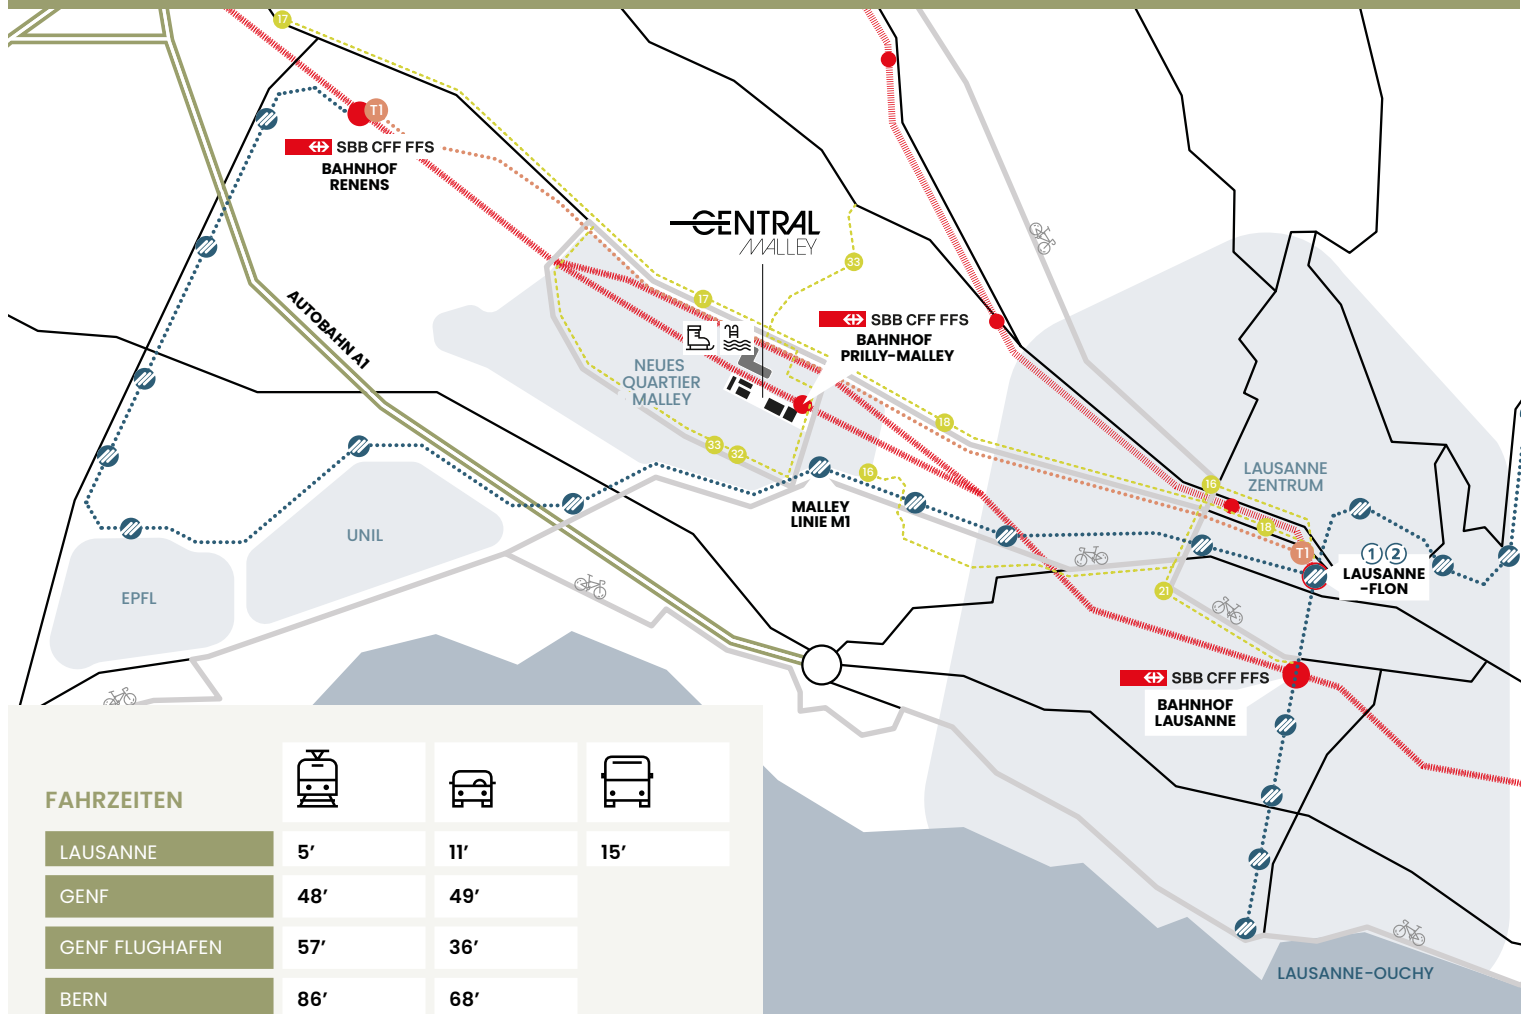 17
T1
SBB CFF FFS
BAHNHOF
RENENS
CENTRAL
MALLEY
33
17
SBB CFF FFS
BAHNHOF
PRILLY-MALLEY
AUTOBAHN A1
NEUES
QUARTIER
MALLEY
18
33
32
16
MALLEY
LINIE M1
LAUSANNE
ZENTRUM
16
18
T1
1 2
LAUSANNE
-FLON
UNIL
EPFL
21
SBB CFF FFS
BAHNHOF
LAUSANNE
LAUSANNE-OUCHY
FAHRZEITEN
LAUSANNE 5’ 11’ 15’
GENF 48’ 49’
GENF FLUGHAFEN 57’ 36’
BERN 86’ 68’